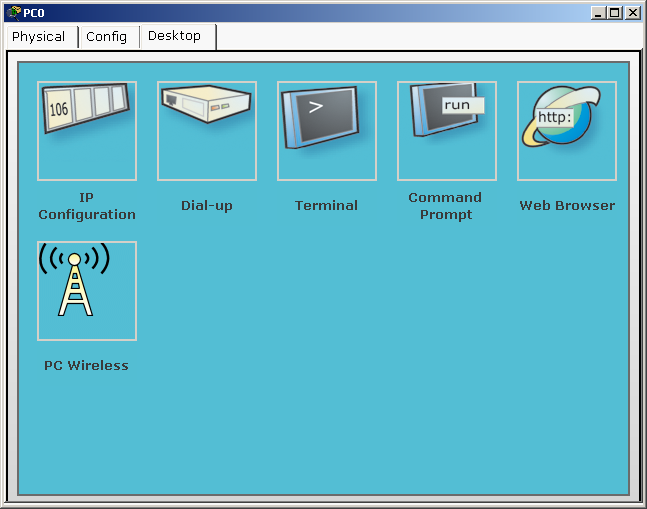 PC0
Physical
Config
Desktop
106
>
run
http:
IP
Configuration
Dial-up
Terminal
Command
Prompt
Web Browser
PC Wireless